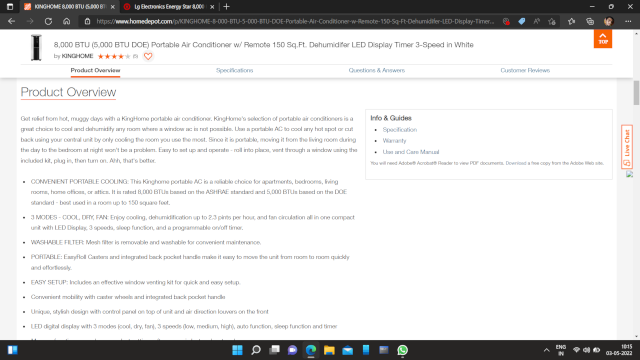 KINGHOME 8,000 BTU (5,000 BTU
Lg Electronics Energy Star 8,000
https://www.homedepot.com/p/KINGHOME-8-000-BTU-5-000-BTU-DOE-Portable-Air-Conditioner-w-Remote-150-Sq-Ft-Dehumidifer-LED-Display-Timer...
8,000 BTU (5,000 BTU DOE) Portable Air Conditioner w/ Remote 150 Sq.Ft. Dehumidifer LED Display Timer 3-Speed in White
by KINGHOME
TOP
Product Overview
Specifications
Questions & Answers
Customer Reviews
Product Overview
Get relief from hot, muggy days with a KingHome portable air conditioner. KingHome's selection of portable air conditioners is a
great choice to cool and dehumidify any room where a window ac is not possible. Use a portable AC to cool any hot spot or cut
back using your central unit by only cooling the room you use the most. Since it is portable, moving it from the living room during
the day to the bedroom at night won't be a problem. Easy to set up and operate - roll into place, vent through a window using the
included kit, plug in, then turn on. Ahh, that's better.
• CONVENIENT PORTABLE COOLING: This Kinghome portable AC is a reliable choice for apartments, bedrooms, living
rooms, home offices, or attics. It is rated 8,000 BTUs based on the ASHRAE standard and 5,000 BTUs based on the DOE
standard - best used in a room up to 150 square feet.
• 3 MODES - COOL, DRY, FAN: Enjoy cooling, dehumidification up to 2.3 pints per hour, and fan circulation all in one compact
unit with LED Display, 3 speeds, sleep function, and a programmable on/off timer.
• WASHABLE FILTER: Mesh filter is removable and washable for convenient maintenance.
• PORTABLE: EasyRoll Casters and integrated back pocket handle make it easy to move the unit from room to room quickly
and effortlessly.
• EASY SETUP: Includes an effective window venting kit for quick and easy setup.
• Convenient mobility with caster wheels and integrated back pocket handle
• Unique, stylish design with control panel on top of unit and air direction louvers on the front
• LED digital display with 3 modes (cool, dry, fan), 3 speeds (low, medium, high), auto function, sleep function and timer
Info & Guides
• Specification
• Warranty
• Use and Care Manual
You will need Adobe® Acrobat® Reader to view PDF documents. Download a free copy from the Adobe Web site.
Live Chat
ENG
IN
10:15
03-05-2022